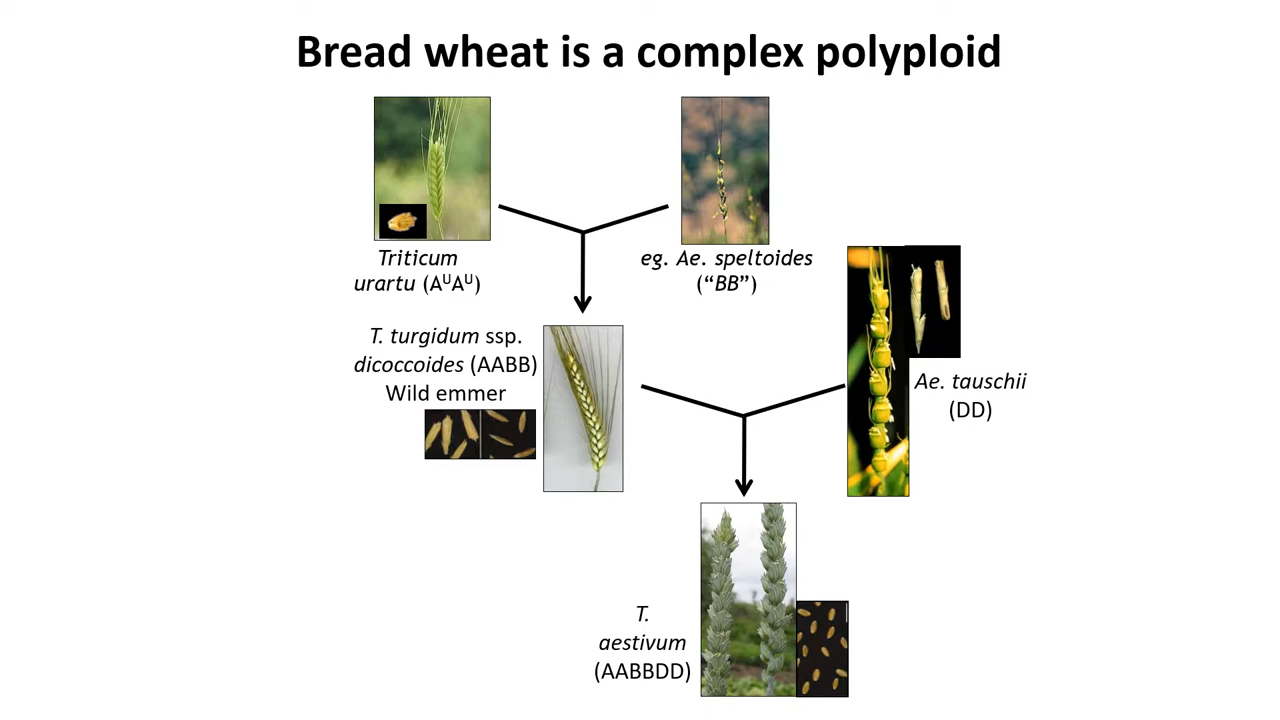 Bread wheat is a complex polyploid
Triticum
urartu (AᵁAᵁ)
eg. Ae. speltoides
(“BB”)
T. turgidum ssp.
dicoccoides (AABB)
Wild emmer
Ae. tauschii
(DD)
T.
aestivum
(AABBDD)